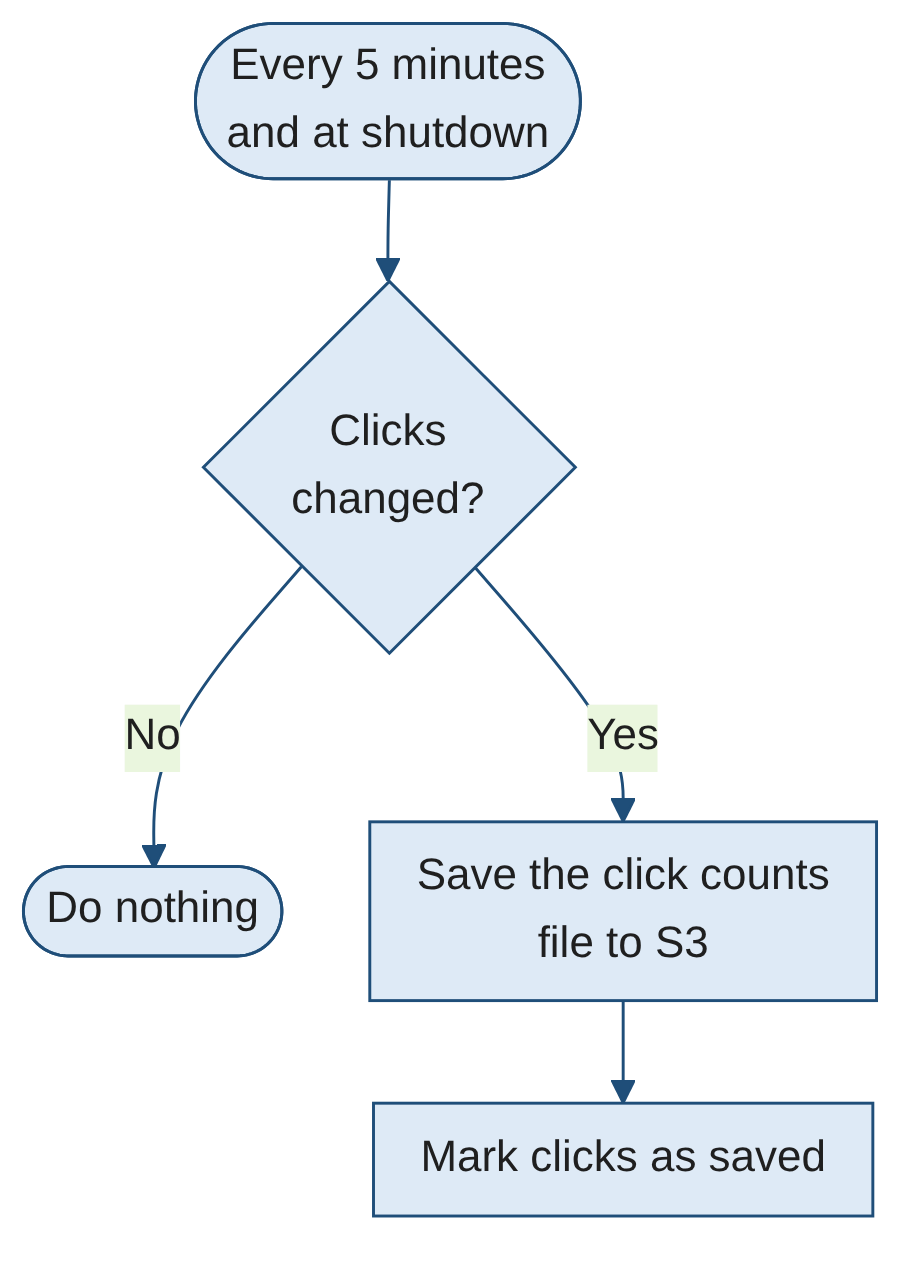 Every 5 minutes
and at shutdown
Clicks
changed?
No
Yes
Do nothing
Save the click counts
file to S3
Mark clicks as saved